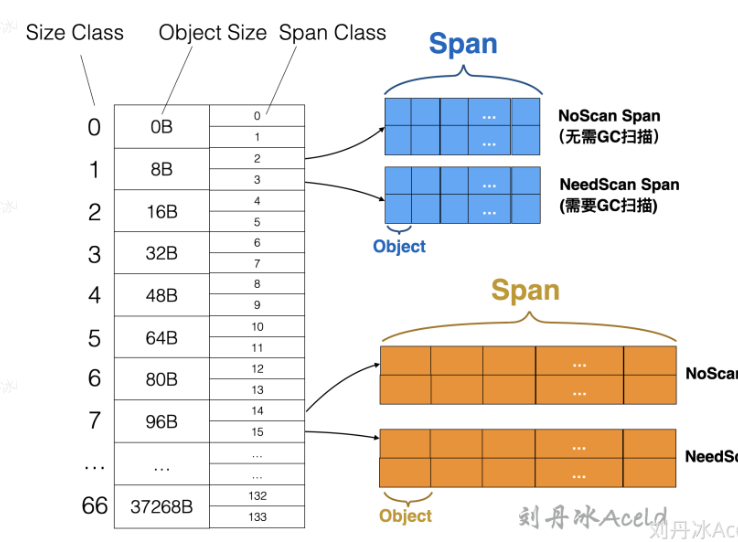 Size Class
Object Size
Span Class
0
0B
0
1
1
8B
2
3
2
16B
4
5
3
32B
6
7
4
48B
8
9
5
64B
10
11
6
80B
12
13
7
96B
14
15
...
...
...
...
66
37268B
132
133
Span
...
...
NoScan Span
(无需GC扫描)
...
...
NeedScan Span
(需要GC扫描)
Object
Span
...
...
NoScan
...
...
NeedSc
Object
刘丹冰Aceld
刘丹冰Ace